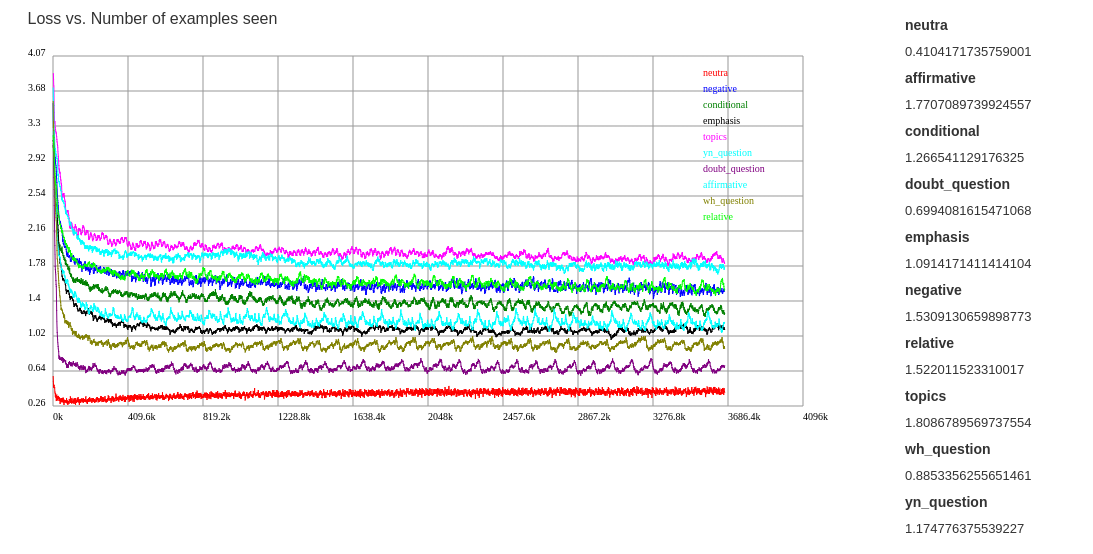 Loss vs. Number of examples seen
4.07
3.68
3.3
2.92
2.54
2.16
1.78
1.4
1.02
0.64
0.26
0k
409.6k
819.2k
1228.8k
1638.4k
2048k
2457.6k
2867.2k
3276.8k
3686.4k
4096k
neutra
negative
conditional
emphasis
topics
yn_question
doubt_question
affirmative
wh_question
relative
neutra
0.4104171735759001
affirmative
1.7707089739924557
conditional
1.266541129176325
doubt_question
0.6994081615471068
emphasis
1.0914171411414104
negative
1.5309130659898773
relative
1.522011523310017
topics
1.8086789569737554
wh_question
0.8853356255651461
yn_question
1.174776375539227